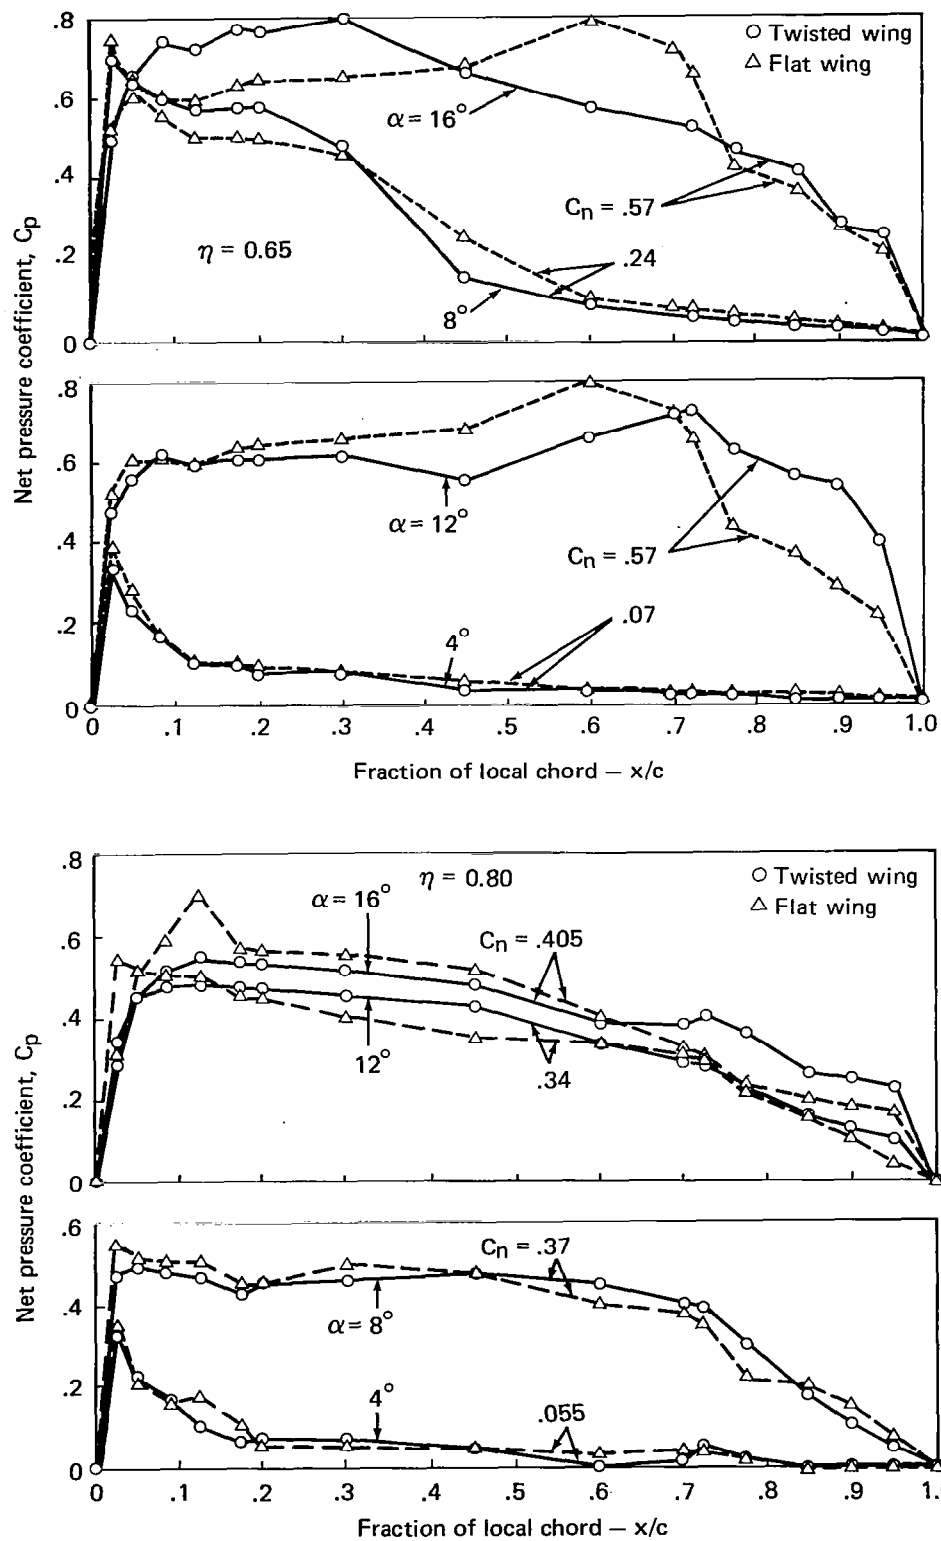 .8
.6
.4
.2
0
Net pressure coefficient, Cp
○ Twisted wing
△ Flat wing
α = 16°
Cn = .57
η = 0.65
.24
8°
.8
.6
.4
.2
0
α = 12°
Cn = .57
.07
4°
0 .1 .2 .3 .4 .5 .6 .7 .8 .9 1.0
Fraction of local chord – x/c
.8
.6
.4
.2
0
Net pressure coefficient, Cp
η = 0.80
○ Twisted wing
△ Flat wing
α = 16°
Cn = .405
12°
.34
.6
.4
.2
0
Cn = .37
α = 8°
4°
.055
0 .1 .2 .3 .4 .5 .6 .7 .8 .9 1.
Fraction of local chord – x/c